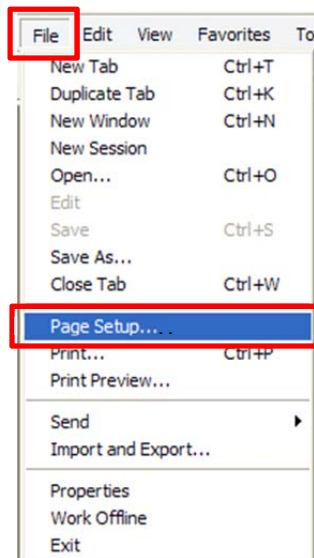 File Edit View Favorites To
New Tab Ctrl+T
Duplicate Tab Ctrl+K
New Window Ctrl+N
New Session
Open... Ctrl+O
Edit
Save Ctrl+S
Save As...
Close Tab Ctrl+W
Page Setup.....
Print... Ctrl+P
Print Preview...
Send
Import and Export...
Properties
Work Offline
Exit